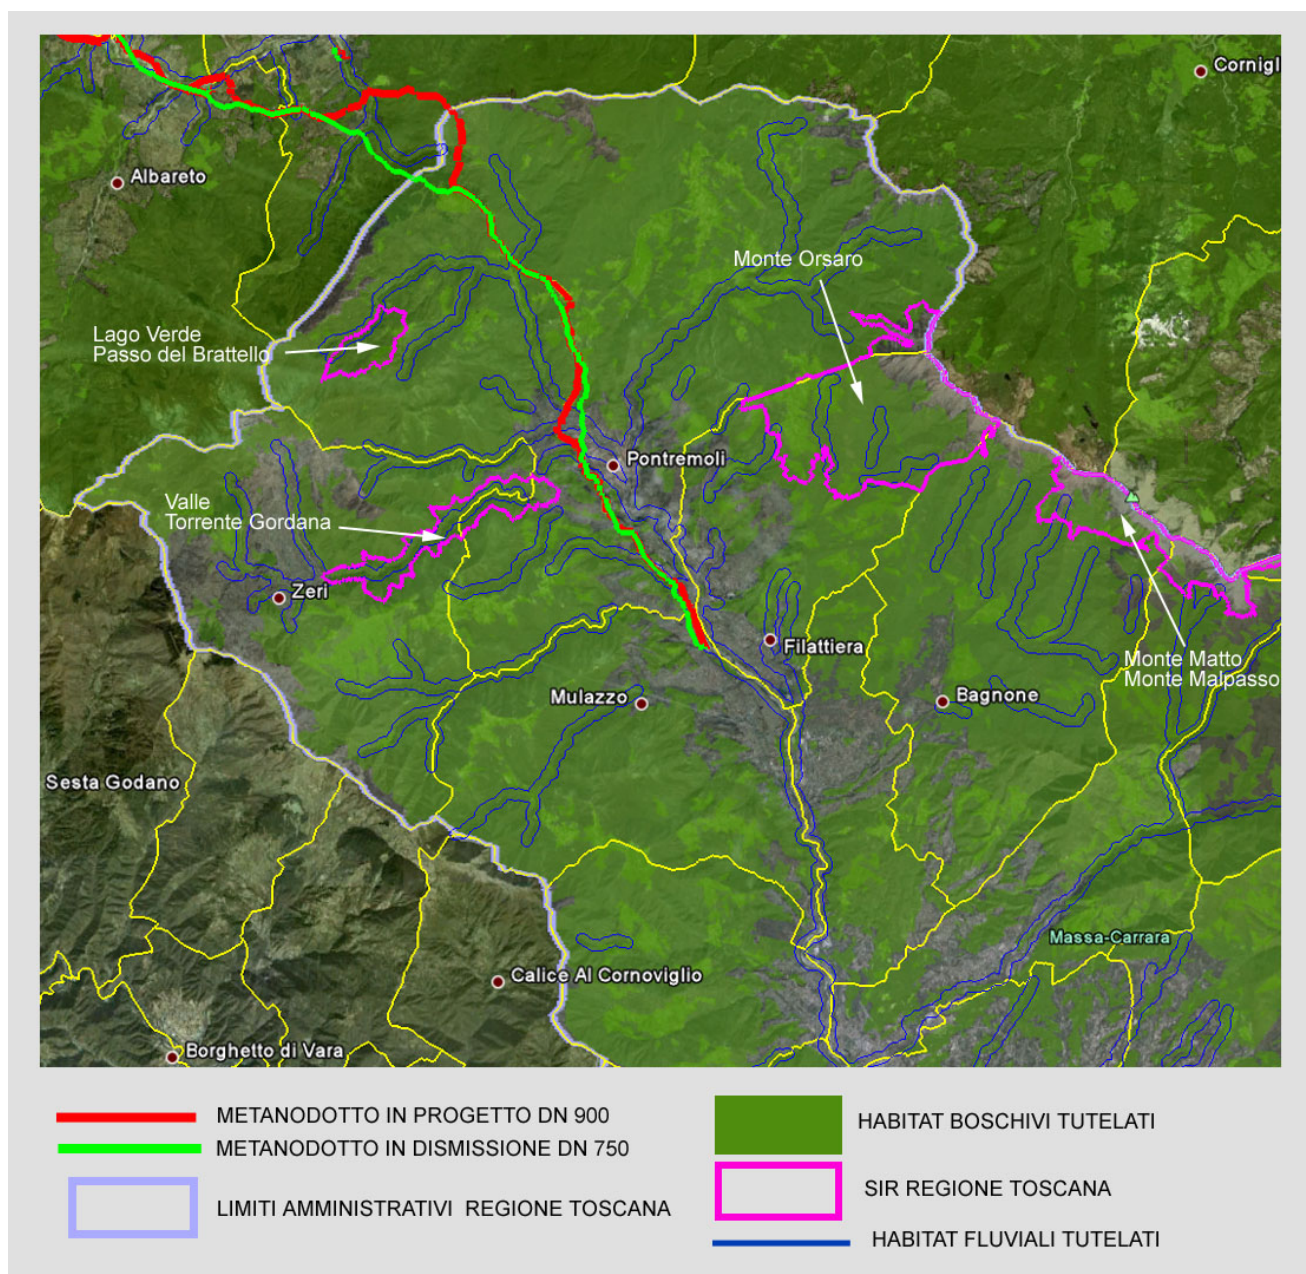 Cornigl
Albareto
Monte Orsaro
Lago Verde
Passo del Brattello
Pontremoli
Valle
Torrente Gordana
Zeri
Filattiera
Monte Matto
Monte Malpasso
Mulazzo
Bagnone
Sesta Godano
Massa-Carrara
Calice Al Cornoviglio
Borghetto di Vara
METANODOTTO IN PROGETTO DN 900
METANODOTTO IN DISMISSIONE DN 750
LIMITI AMMINISTRATIVI REGIONE TOSCANA
HABITAT BOSCHIVI TUTELATI
SIR REGIONE TOSCANA
HABITAT FLUVIALI TUTELATI